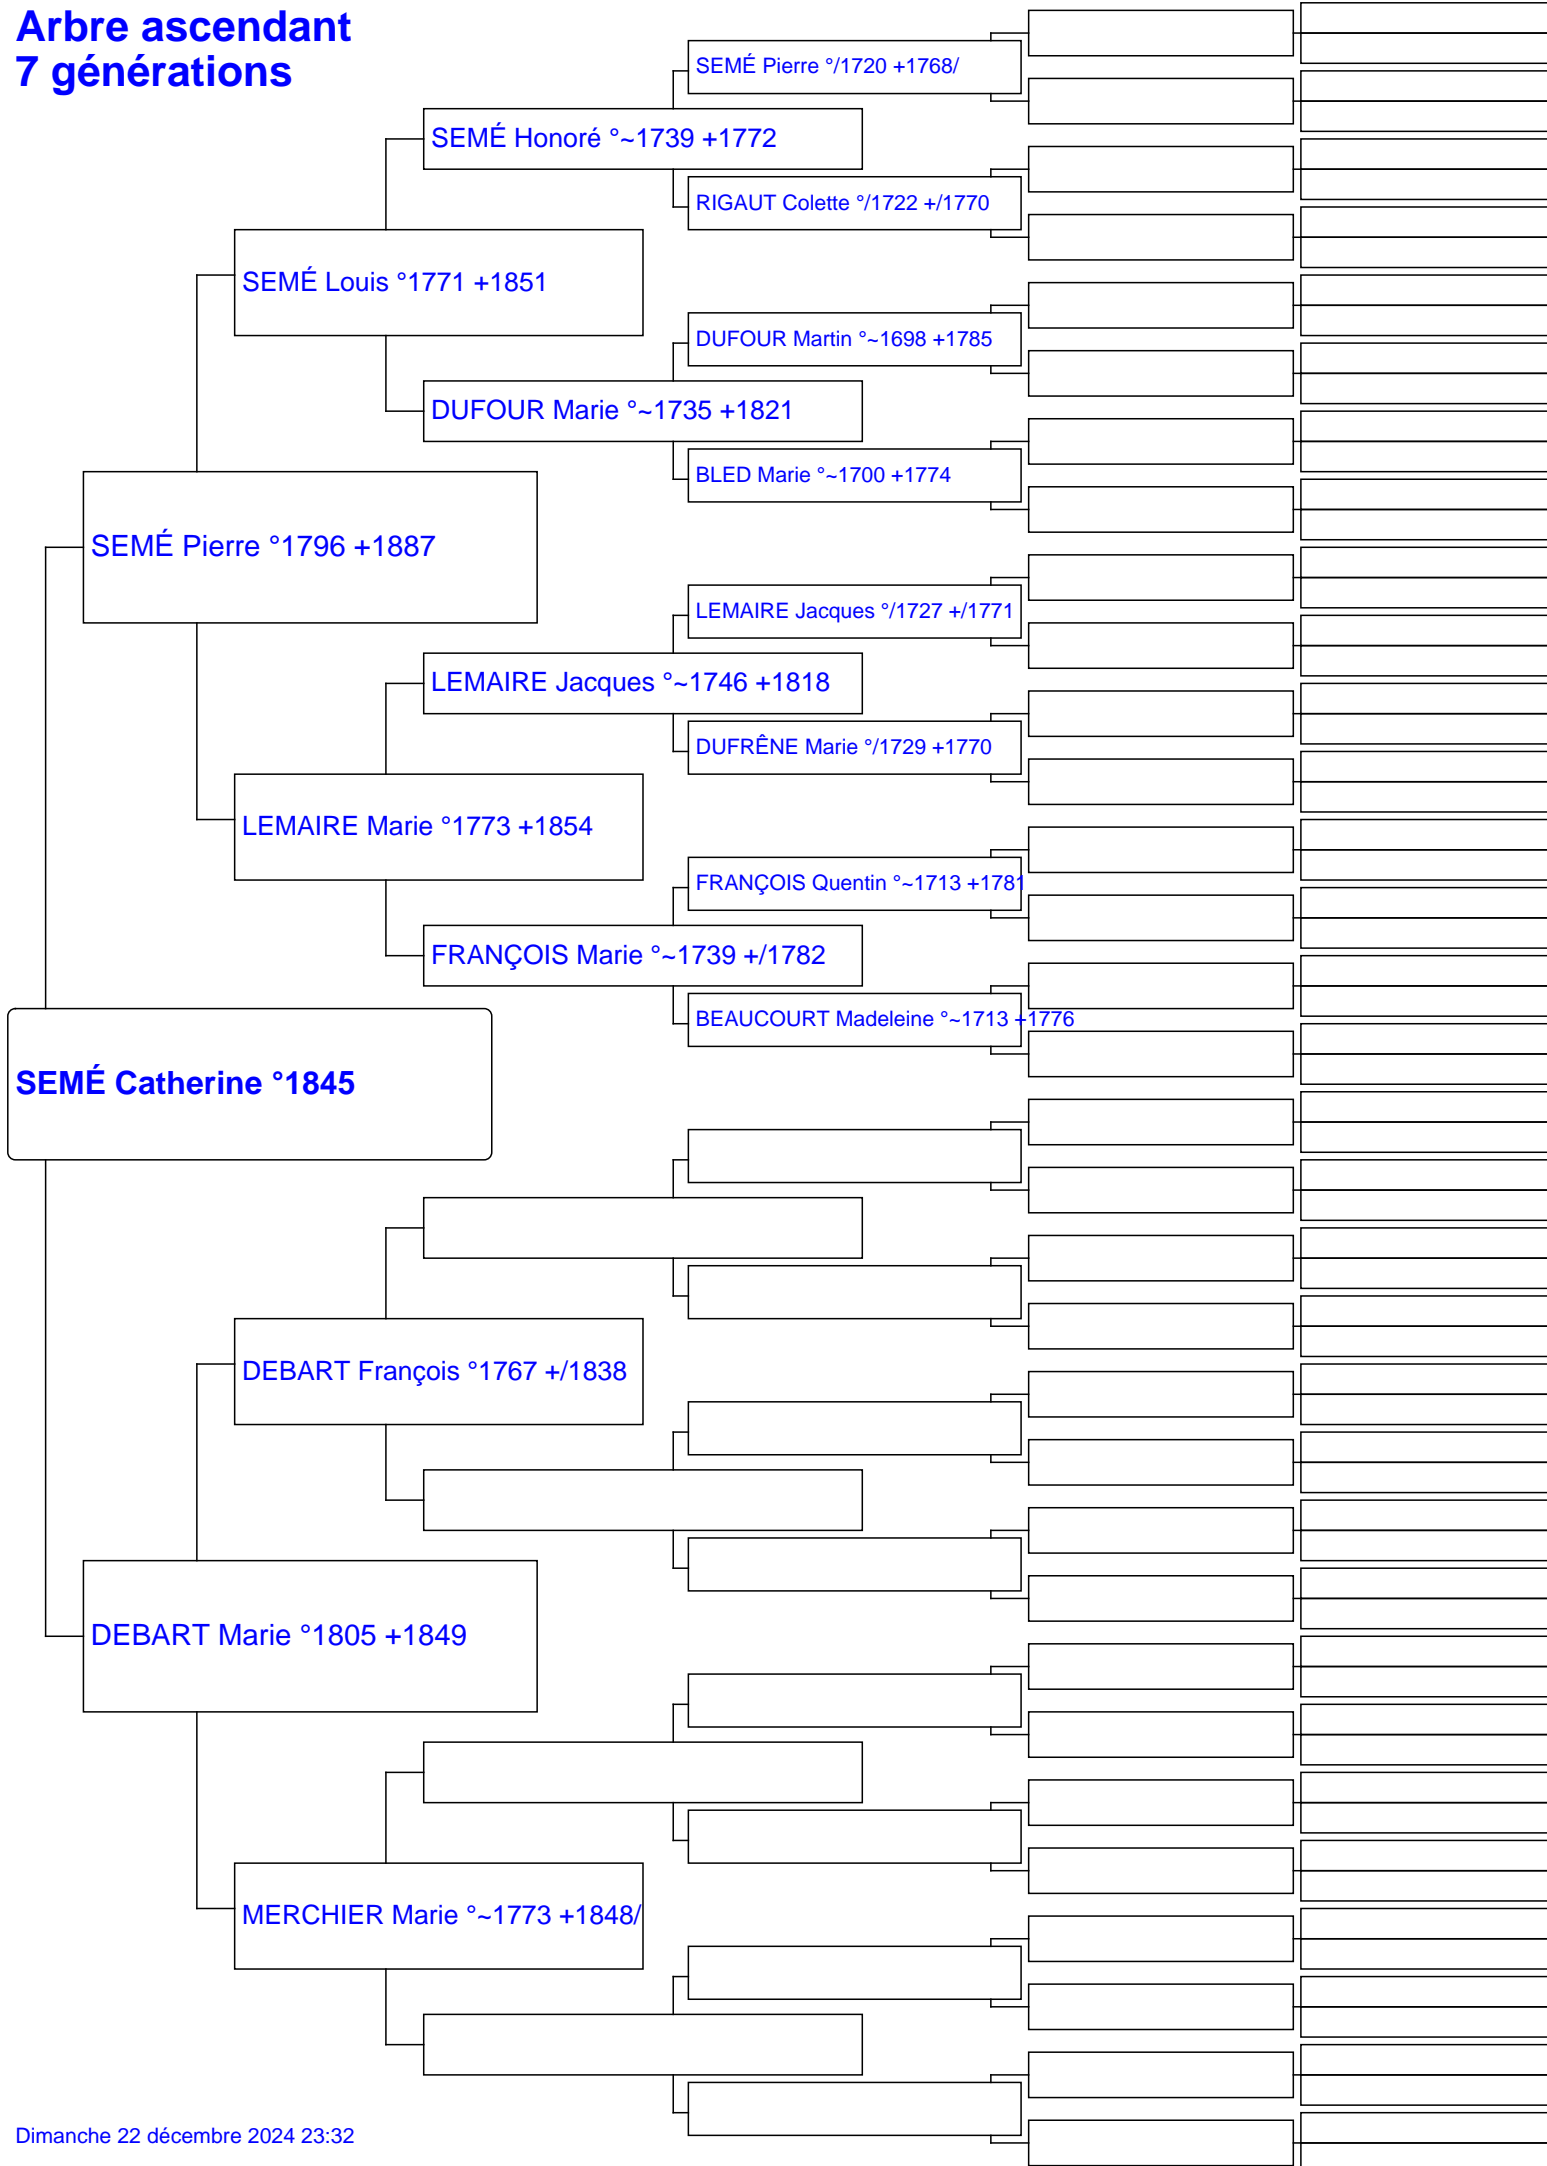 Arbre ascendant
7 générations
SEMÉ Pierre °/1720 +1768/
SEMÉ Honoré °~1739 +1772
RIGAUT Colette °/1722 +/1770
SEMÉ Louis °1771 +1851
DUFOUR Martin °~1698 +1785
DUFOUR Marie °~1735 +1821
BLED Marie °~1700 +1774
SEMÉ Pierre °1796 +1887
LEMAIRE Jacques °/1727 +/1771
LEMAIRE Jacques °~1746 +1818
DUFRÊNE Marie °/1729 +1770
LEMAIRE Marie °1773 +1854
FRANÇOIS Quentin °~1713 +1781
FRANÇOIS Marie °~1739 +/1782
BEAUCOURT Madeleine °~1713 +1776
SEMÉ Catherine °1845
DEBART François °1767 +/1838
DEBART Marie °1805 +1849
MERCHIER Marie °~1773 +1848/
Dimanche 22 décembre 2024 23:32